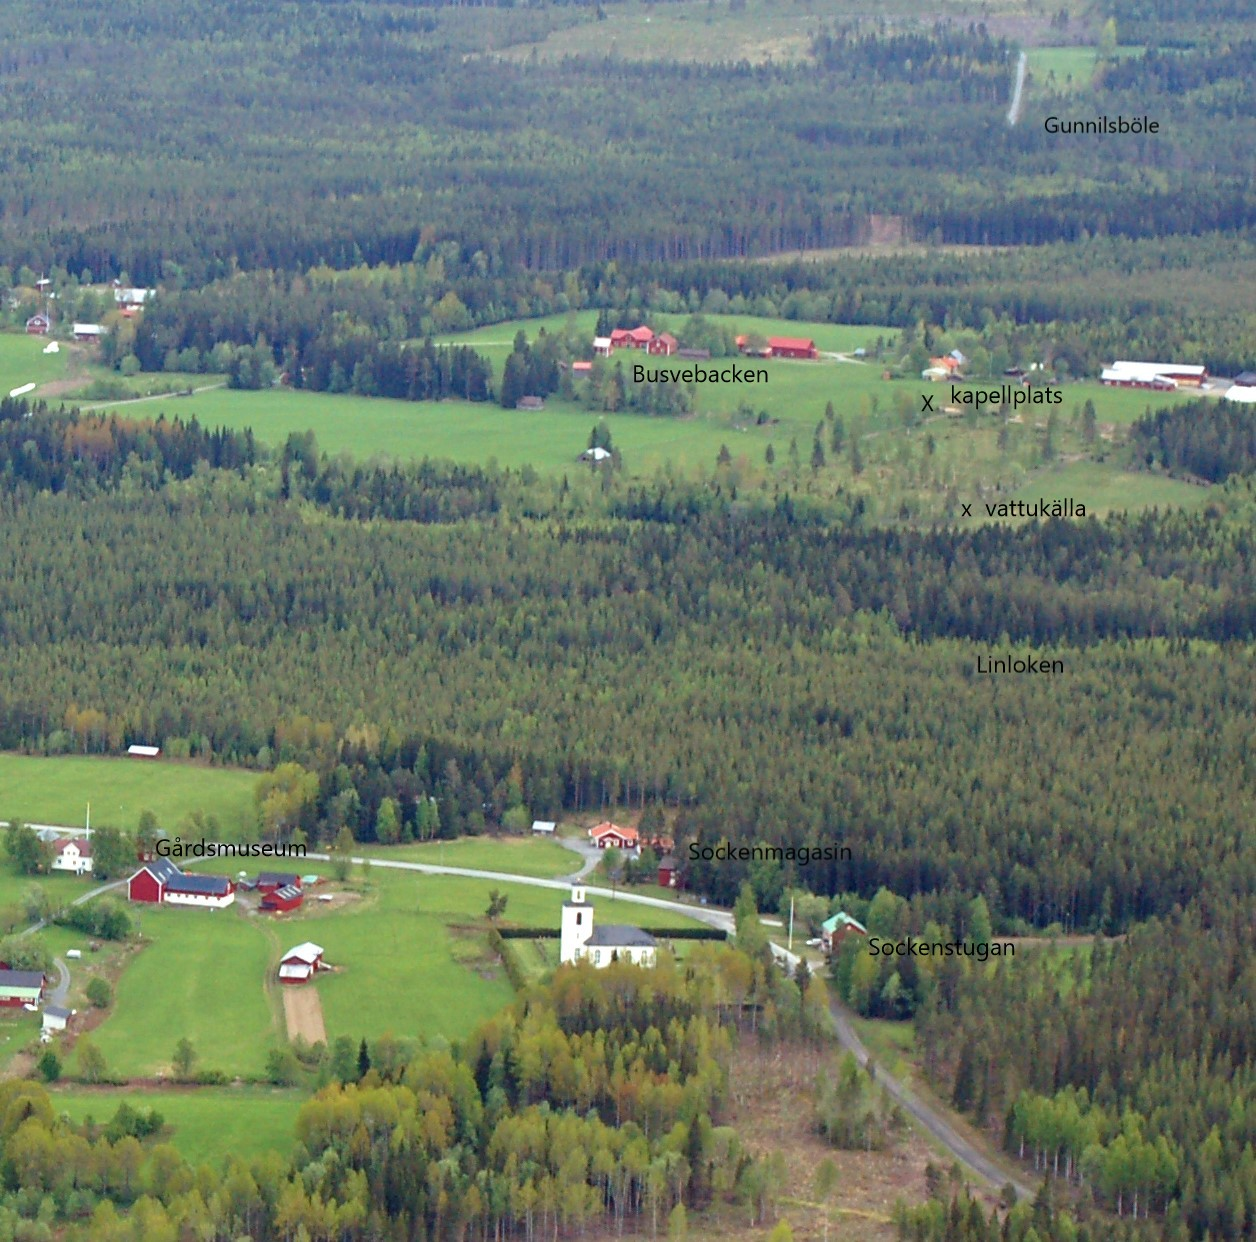 Gunnilsböle
Busvebacken
X kapellplats
x vattukälla
Linloken
Gårdsmuseum
Sockenmagasin
Sockenstugan